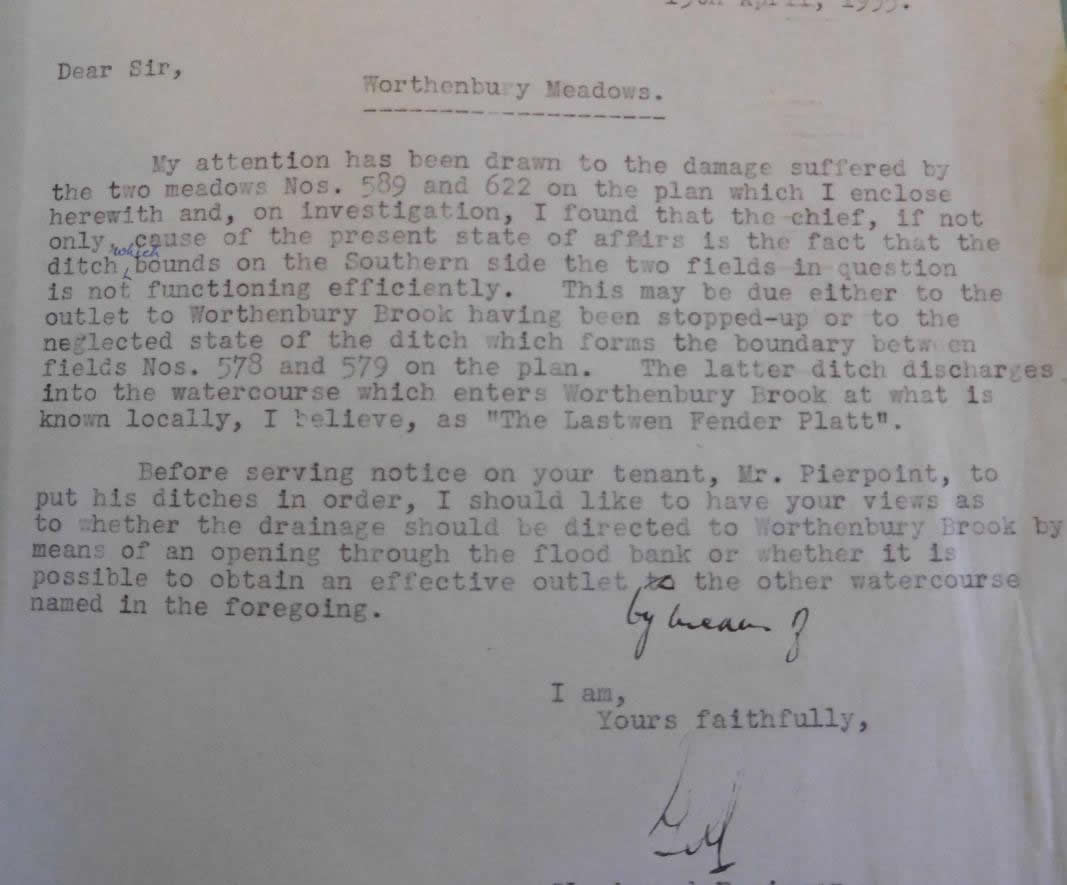 Dear Sir,
Worthenbury Meadows.
My attention has been drawn to the damage suffered by
the two meadows Nos. 589 and 622 on the plan which I enclose
herewith and, on investigation, I found that the chief, if not
only, cause of the present state of affirs is the fact that the
which
ditch bounds on the Southern side the two fields in question
is not functioning efficiently. This may be due either to the
outlet to Worthenbury Brook having been stopped-up or to the
neglected state of the ditch which forms the boundary between
fields Nos. 578 and 579 on the plan. The latter ditch discharges
into the watercourse which enters Worthenbury Brook at what is
known locally, I believe, as "The Lastwen Fender Platt".
Before serving notice on your tenant, Mr. Pierpoint, to
put his ditches in order, I should like to have your views as
to whether the drainage should be directed to Worthenbury Brook by
means of an opening through the flood bank or whether it is
possible to obtain an effective outlet to the other watercourse
named in the foregoing.
by means of
I am,
Yours faithfully,